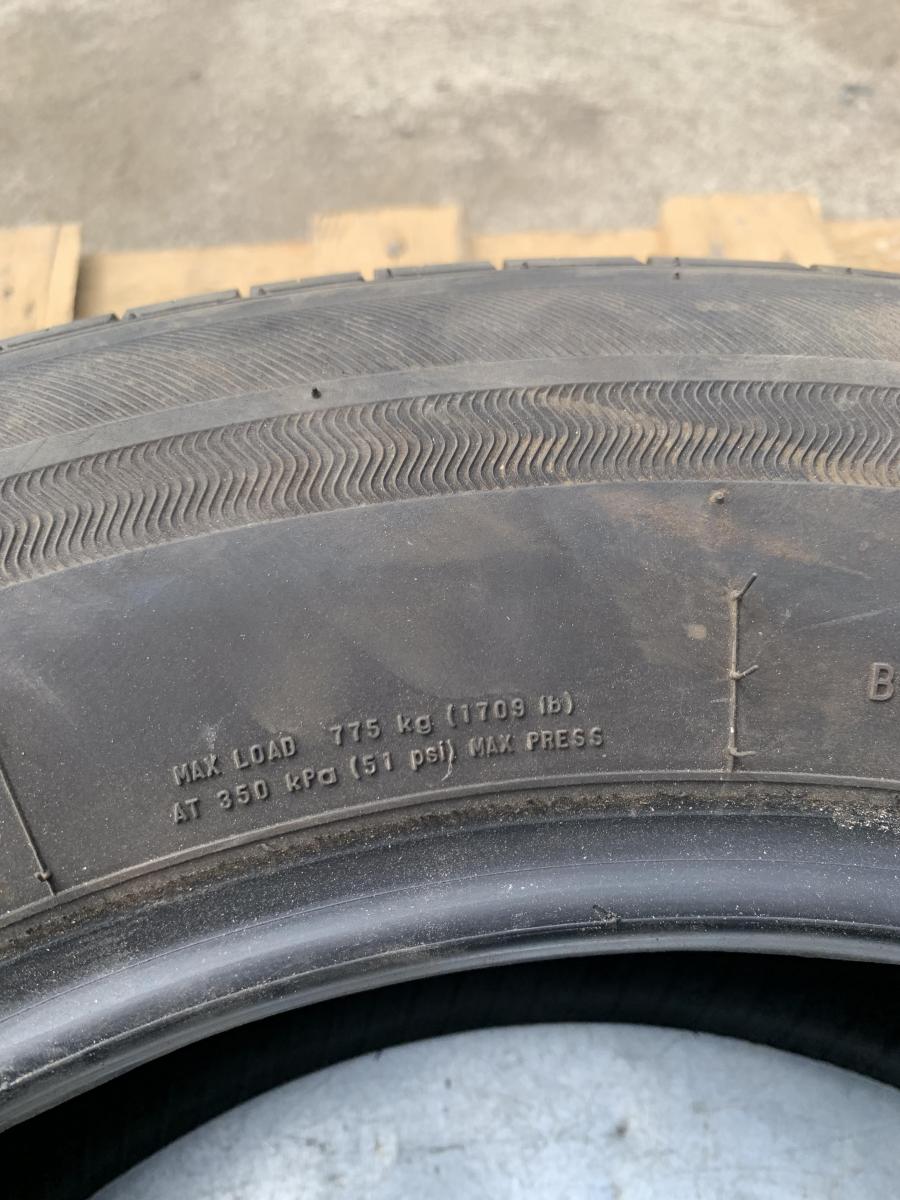 MAX LOAD 775 kg (1709 lb)
AT 350 kPa (51 psi) MAX PRESS
B